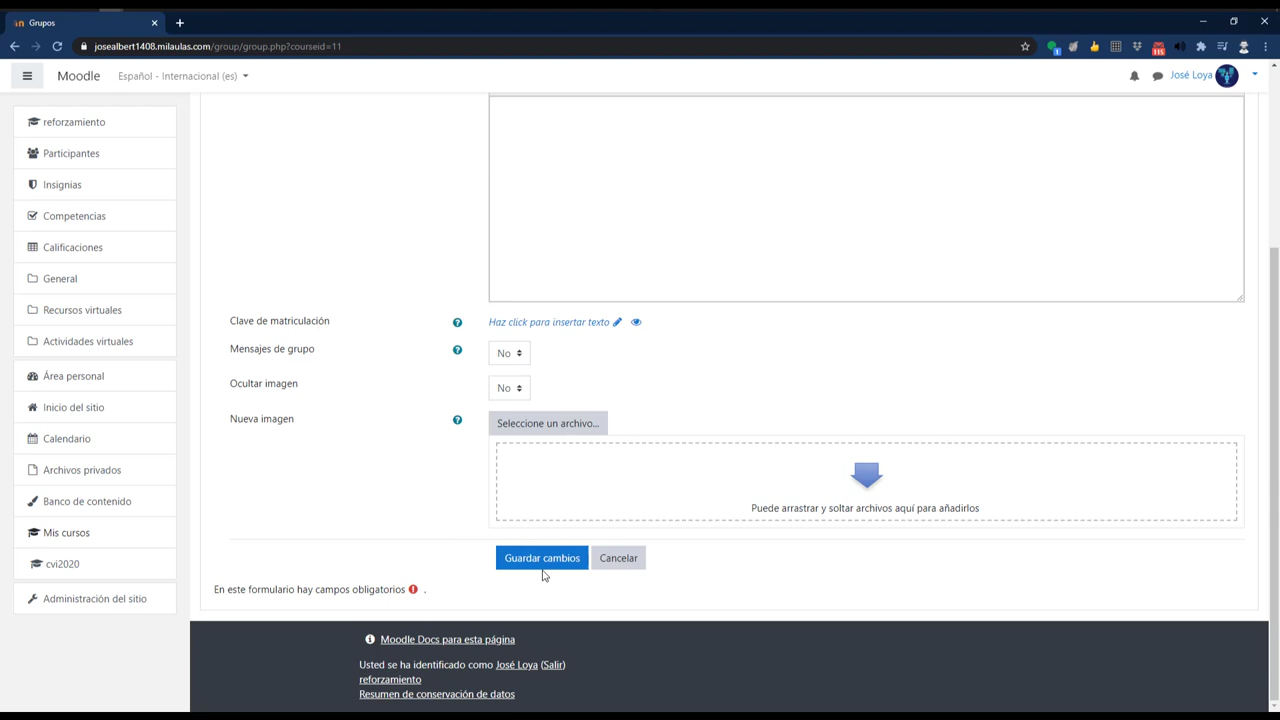 Grupos
josealbert1408.milaulas.com/group/group.php?courseid=11
1
115
Moodle
Español - Internacional (es)
José Loya
reforzamiento
Participantes
Insignias
Competencias
Calificaciones
General
Recursos virtuales
Actividades virtuales
Área personal
Inicio del sitio
Calendario
Archivos privados
Banco de contenido
Mis cursos
cvi2020
Administración del sitio
Clave de matriculación
Haz click para insertar texto
Mensajes de grupo
No
Ocultar imagen
No
Nueva imagen
Seleccione un archivo...
Puede arrastrar y soltar archivos aquí para añadirlos
Guardar cambios
Cancelar
En este formulario hay campos obligatorios .
Moodle Docs para esta página
Usted se ha identificado como José Loya (Salir)
reforzamiento
Resumen de conservación de datos